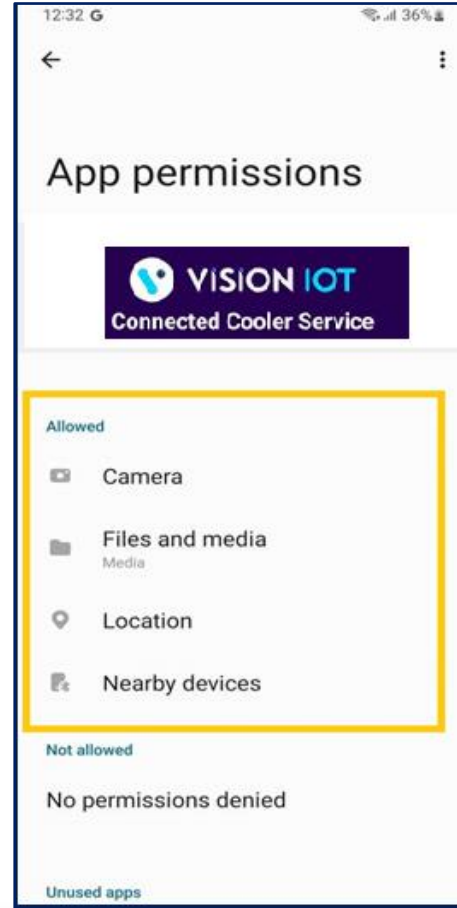 12:32 G 36%
App permissions
VISION IOT
Connected Cooler Service
Allowed
Camera
Files and media
Media
Location
Nearby devices
Not allowed
No permissions denied
Unused apps